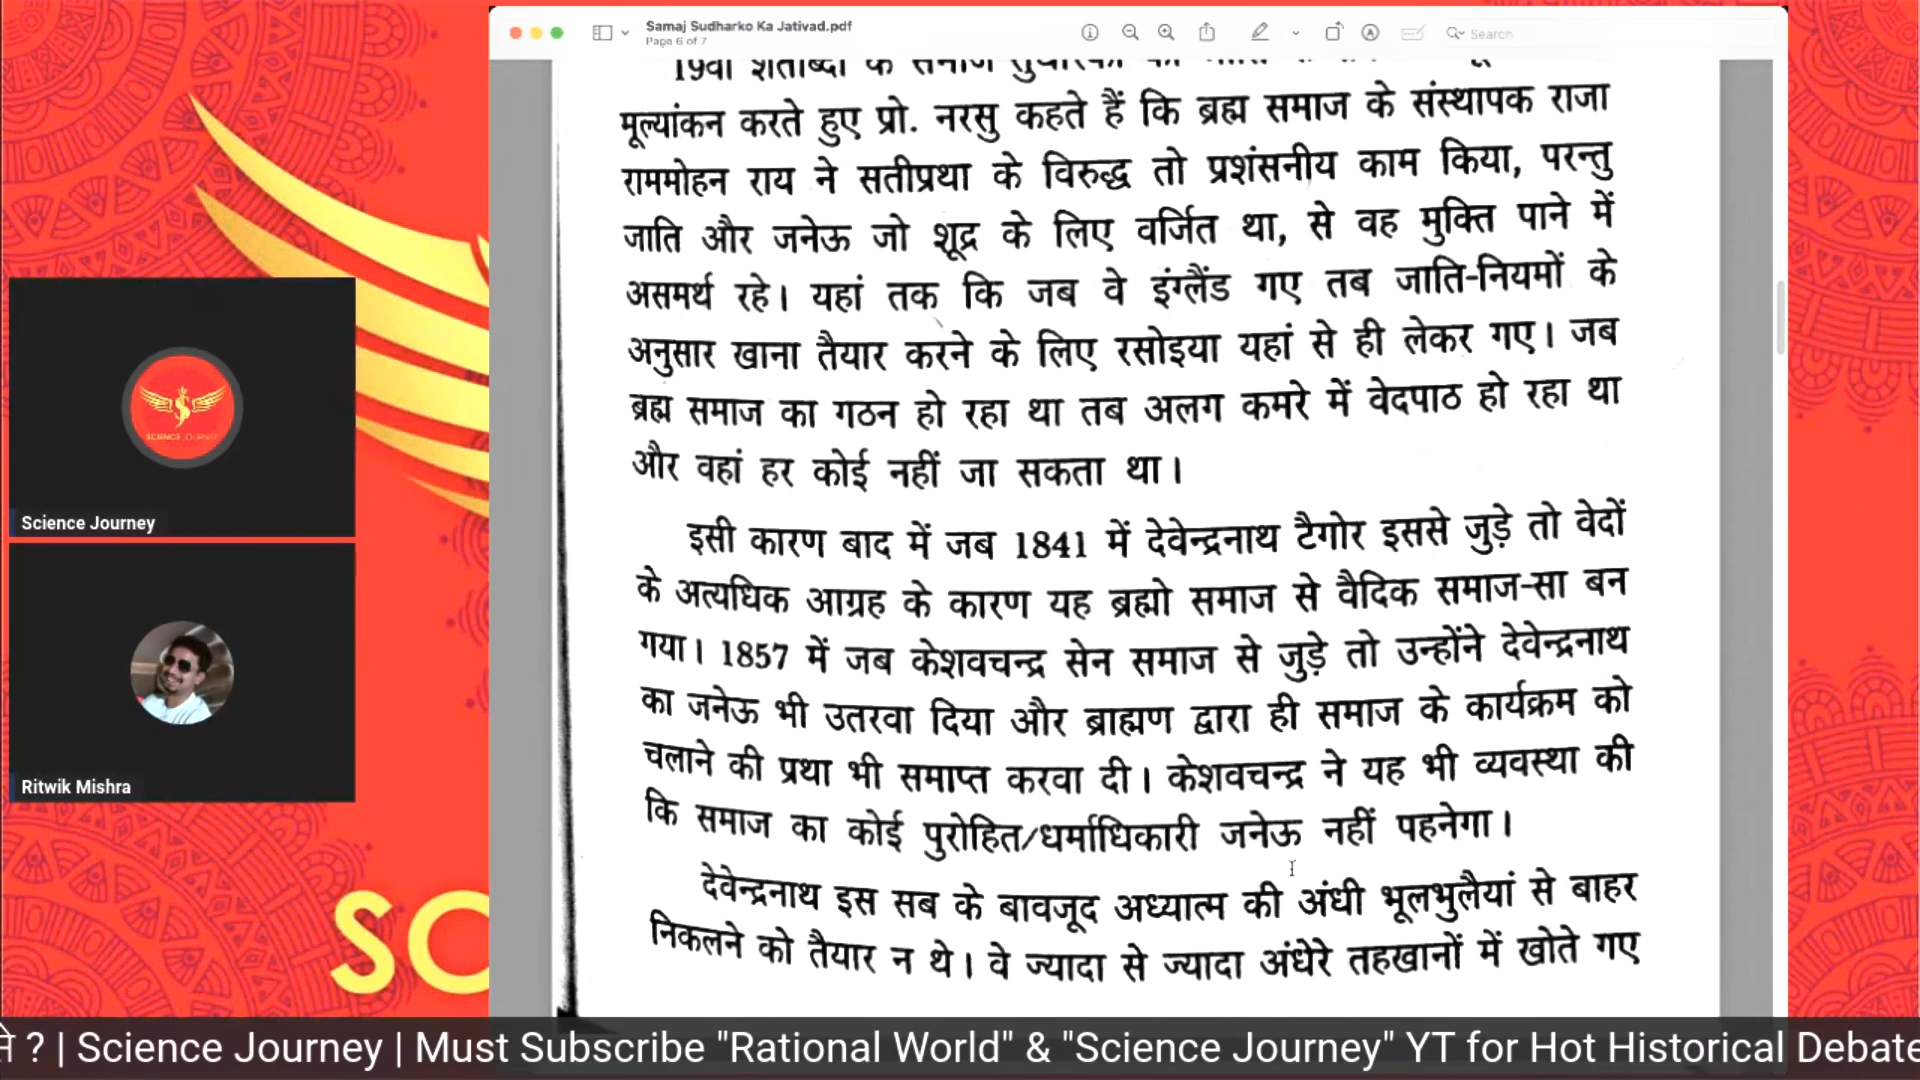 Samaj Sudharko Ka Jativad.pdf
Page 6 of 7
Search
19वीं शताब्दी के समाज
मूल्यांकन करते हुए प्रो. नरसु कहते हैं कि ब्रह्म समाज के संस्थापक राजा
राममोहन राय ने सतीप्रथा के विरुद्ध तो प्रशंसनीय काम किया, परन्तु
जाति और जनेऊ जो शूद्र के लिए वर्जित था, से वह मुक्ति पाने में
असमर्थ रहे। यहां तक कि जब वे इंग्लैंड गए तब जाति-नियमों के
अनुसार खाना तैयार करने के लिए रसोइया यहां से ही लेकर गए। जब
ब्रह्म समाज का गठन हो रहा था तब अलग कमरे में वेदपाठ हो रहा था
और वहां हर कोई नहीं जा सकता था।
इसी कारण बाद में जब 1841 में देवेन्द्रनाथ टैगोर इससे जुड़े तो वेदों
के अत्यधिक आग्रह के कारण यह ब्रह्मो समाज से वैदिक समाज-सा बन
गया। 1857 में जब केशवचन्द्र सेन समाज से जुड़े तो उन्होंने देवेन्द्रनाथ
का जनेऊ भी उतरवा दिया और ब्राह्मण द्वारा ही समाज के कार्यक्रम को
चलाने की प्रथा भी समाप्त करवा दी। केशवचन्द्र ने यह भी व्यवस्था की
कि समाज का कोई पुरोहित/धर्माधिकारी जनेऊ नहीं पहनेगा।
देवेन्द्रनाथ इस सब के बावजूद अध्यात्म की अंधी भूलभुलैयां से बाहर
निकलने को तैयार न थे। वे ज्यादा से ज्यादा अंधेरे तहखानों में खोते गए
SCIENCE JOURNEY
Science Journey
Ritwik Mishra
SC
? | Science Journey | Must Subscribe "Rational World" & "Science Journey" YT for Hot Historical Debate